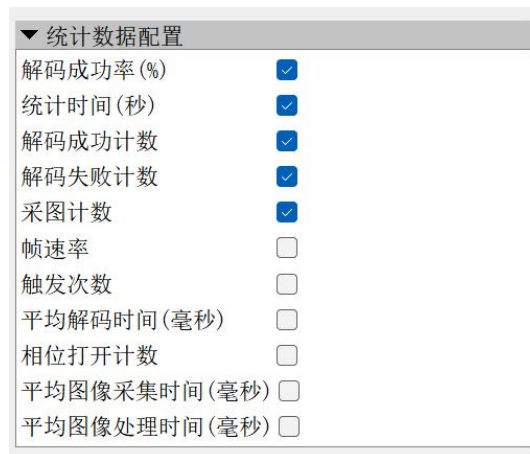 统计数据配置
解码成功率(%)
统计时间(秒)
解码成功计数
解码失败计数
采图计数
帧速率
触发次数
平均解码时间(毫秒)
相位打开计数
平均图像采集时间(毫秒)
平均图像处理时间(毫秒)